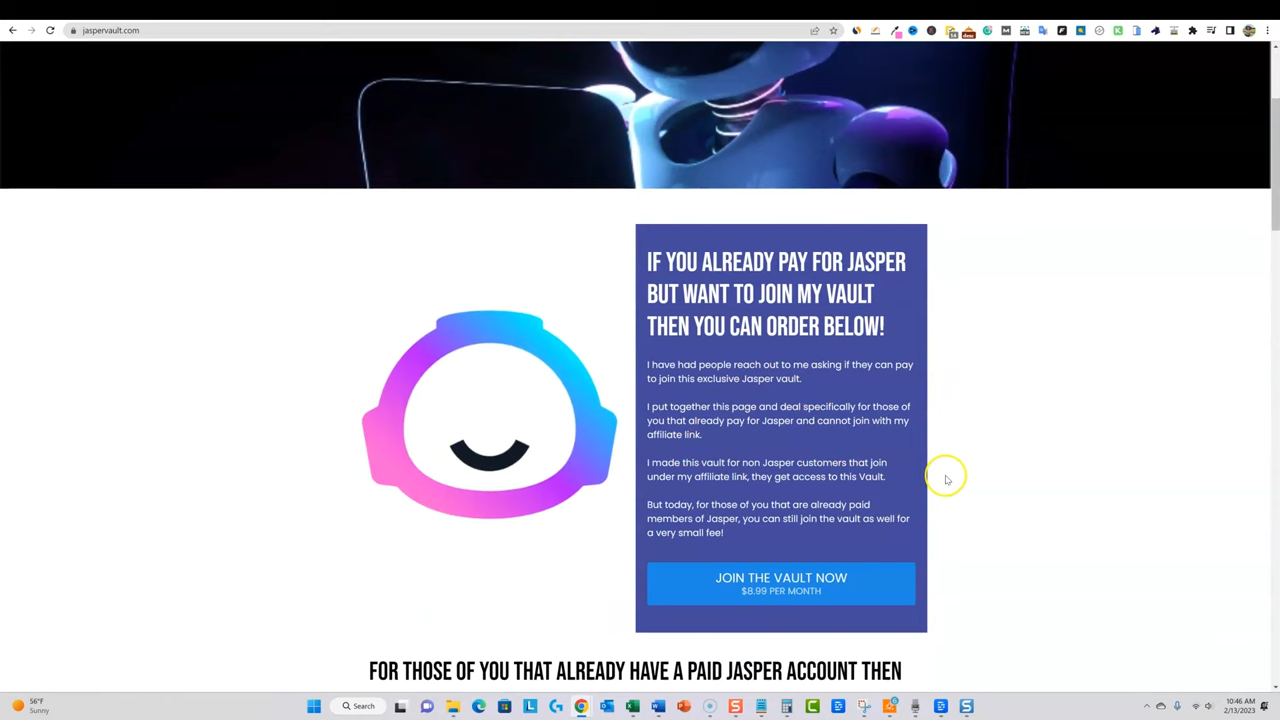 jaspervault.com
IF YOU ALREADY PAY FOR JASPER
BUT WANT TO JOIN MY VAULT
THEN YOU CAN ORDER BELOW!
I have had people reach out to me asking if they can pay
to join this exclusive Jasper vault.
I put together this page and deal specifically for those of
you that already pay for Jasper and cannot join with my
affiliate link.
I made this vault for non Jasper customers that join
under my affiliate link, they get access to this Vault.
But today, for those of you that are already paid
members of Jasper, you can still join the vault as well for
a very small fee!
JOIN THE VAULT NOW
$8.99 PER MONTH
FOR THOSE OF YOU THAT ALREADY HAVE A PAID JASPER ACCOUNT THEN
56°F
Sunny
Search
10:46 AM
2/13/2023